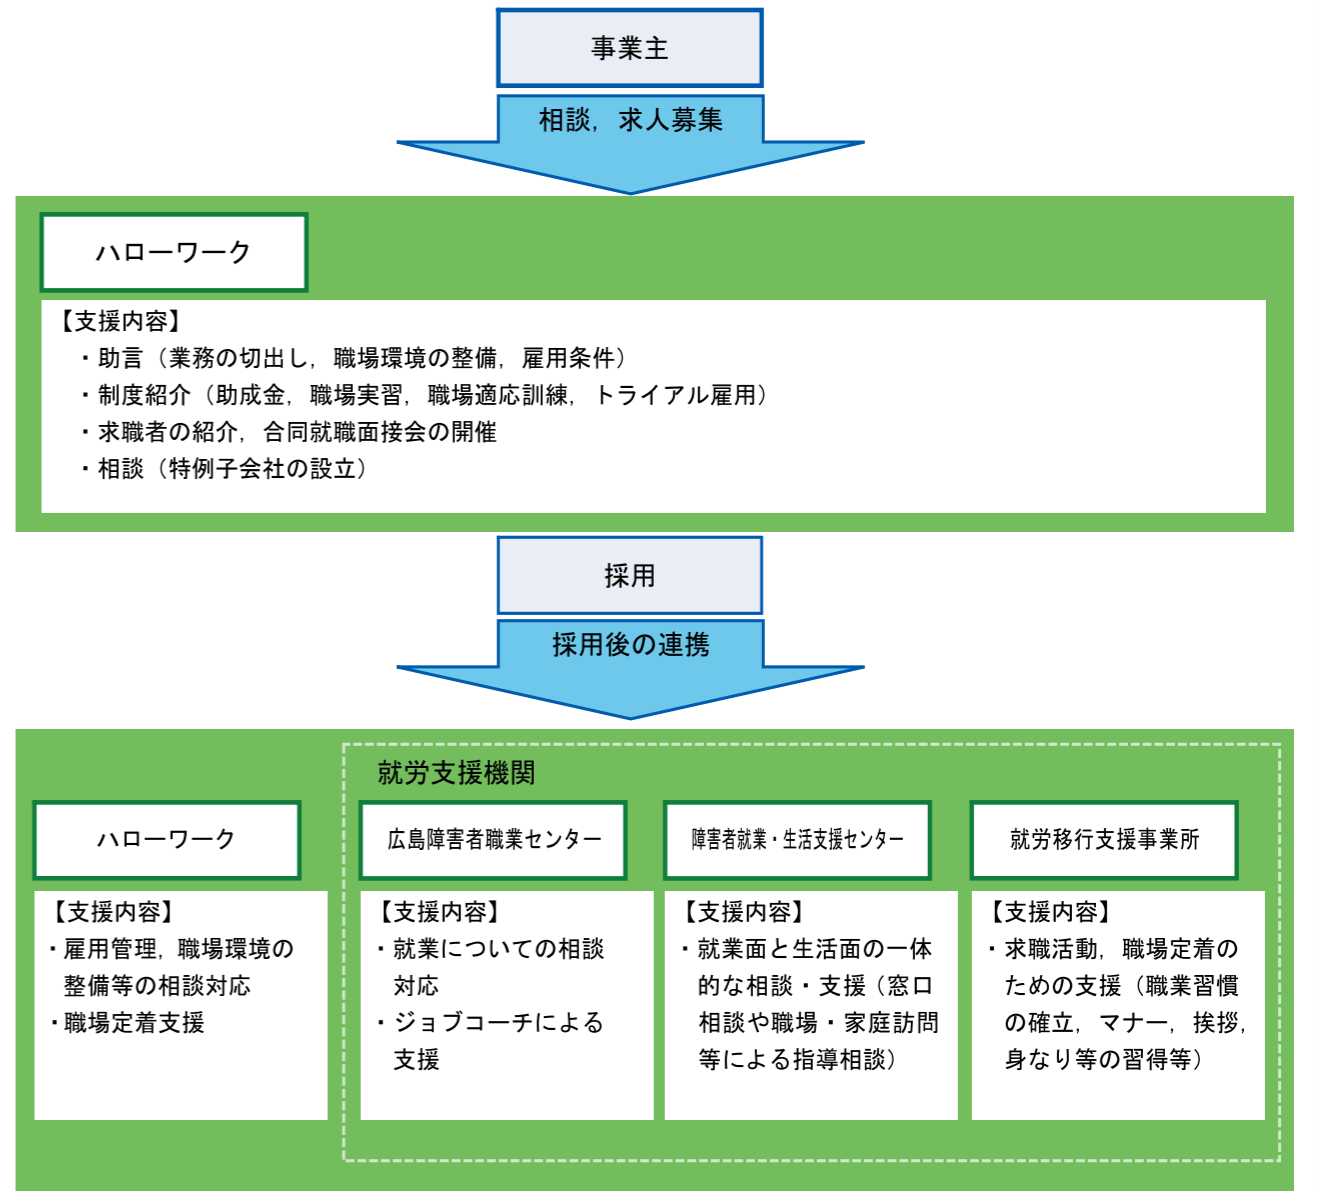 事業主
相談，求人募集
ハローワーク
【支援内容】
・助言（業務の切出し，職場環境の整備，雇用条件）
・制度紹介（助成金，職場実習，職場適応訓練，トライアル雇用）
・求職者の紹介，合同就職面接会の開催
・相談（特例子会社の設立）
採用
採用後の連携
就労支援機関
ハローワーク
【支援内容】
・雇用管理，職場環境の
整備等の相談対応
・職場定着支援
広島障害者職業センター
【支援内容】
・就業についての相談
対応
・ジョブコーチによる
支援
障害者就業・生活支援センター
【支援内容】
・就業面と生活面の一体
的な相談・支援（窓口
相談や職場・家庭訪問
等による指導相談）
就労移行支援事業所
【支援内容】
・求職活動，職場定着の
ための支援（職業習慣
の確立，マナー，挨拶，
身なり等の習得等）